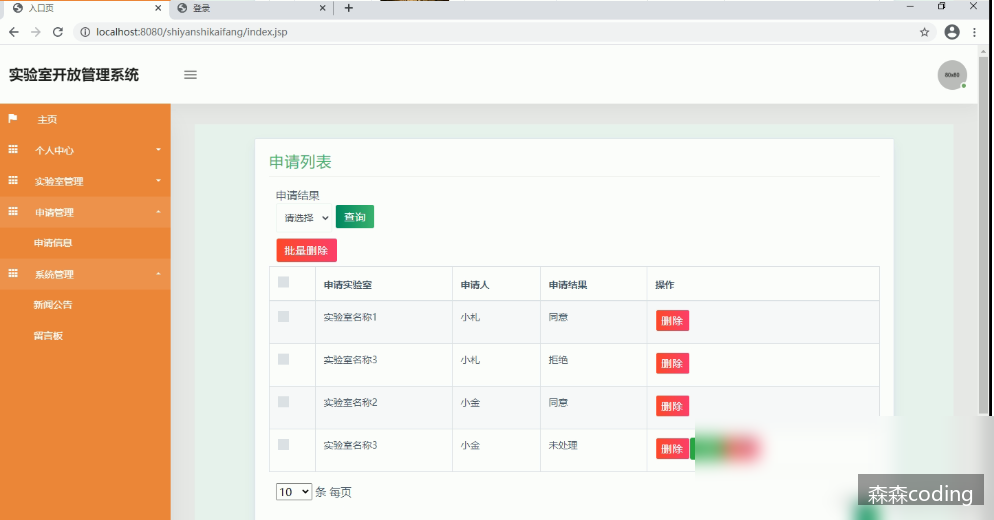 入口页
登录
localhost:8080/shiyanshikaifang/index.jsp
实验室开放管理系统
80x80
主页
个人中心
实验室管理
申请管理
申请信息
系统管理
新闻公告
留言板
申请列表
申请结果
请选择 查询
批量删除
申请实验室 申请人 申请结果 操作
实验室名称1 小札 同意 删除
实验室名称3 小札 拒绝 删除
实验室名称2 小金 同意 删除
实验室名称3 小金 未处理 删除
10 条 每页
森森coding